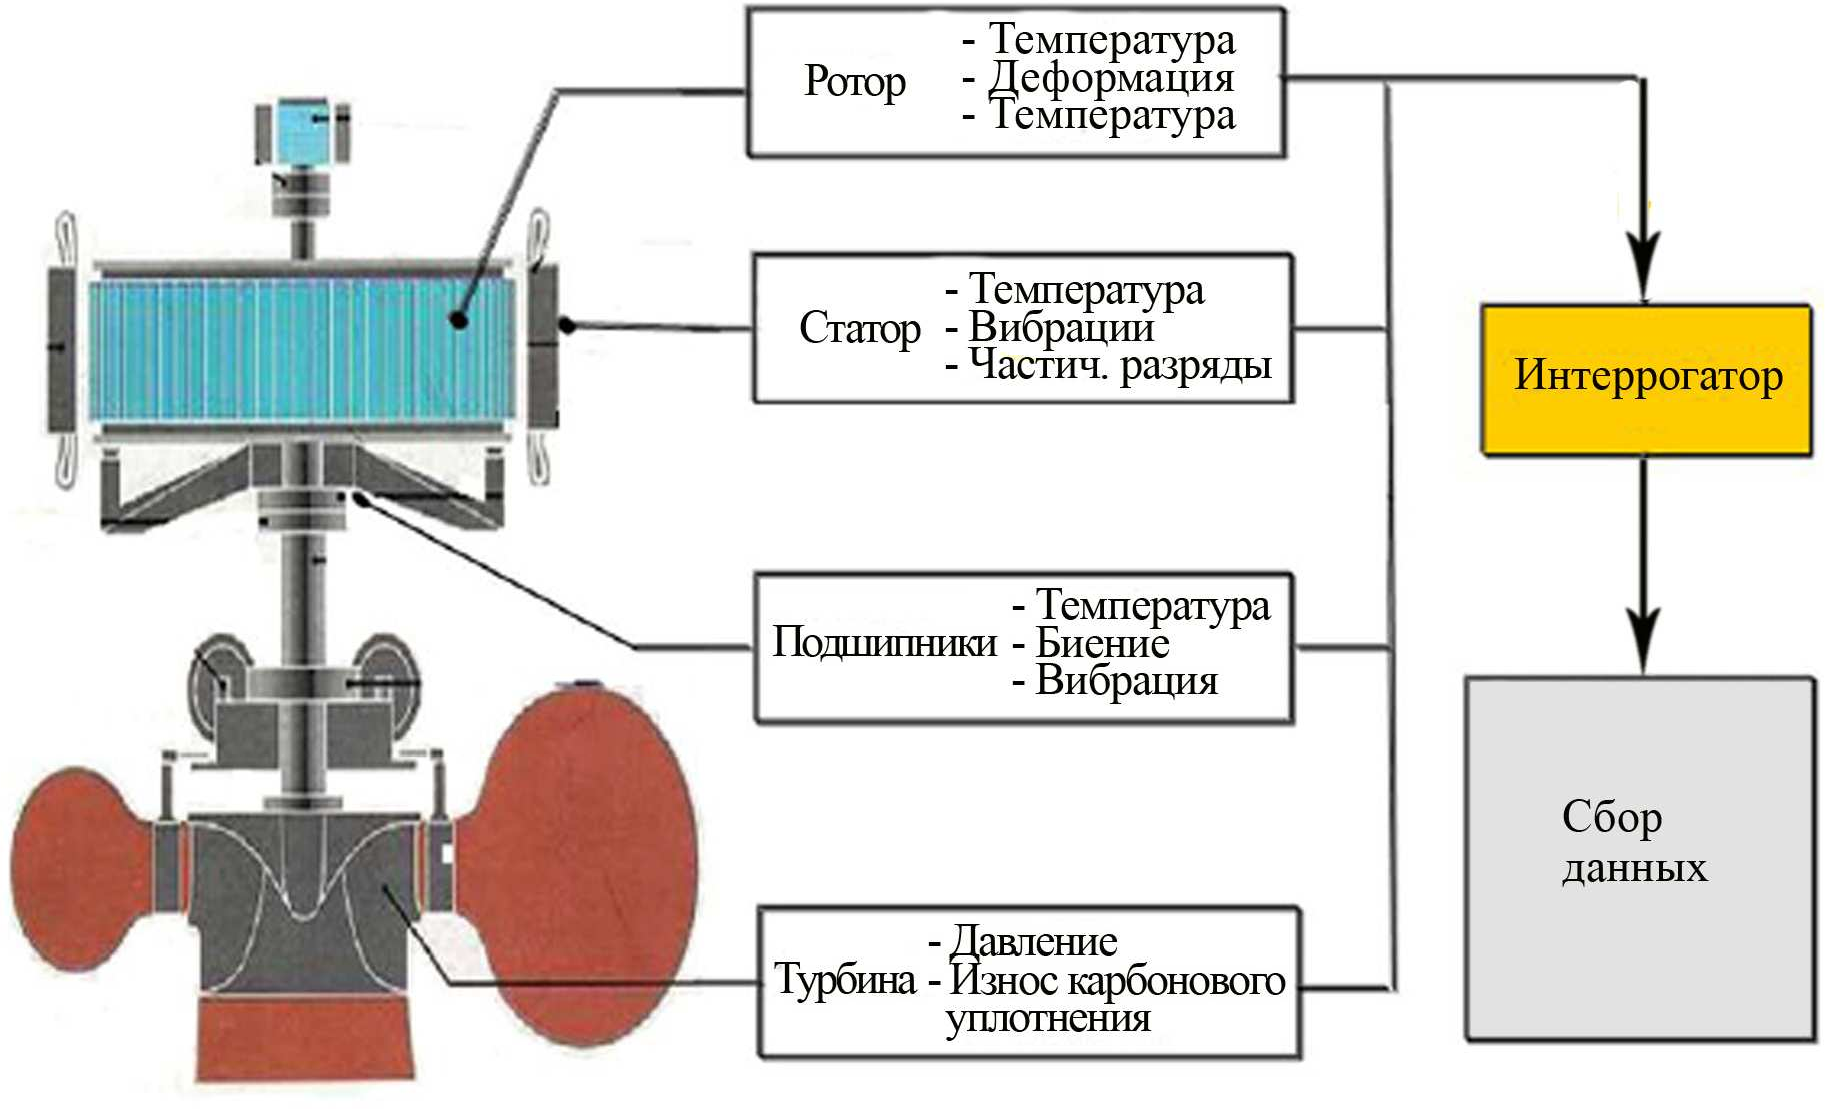 - Температура
Ротор - Деформация
- Температура
- Температура
Статор - Вибрации
- Частич. разряды
Интеррогатор
- Температура
Подшипники - Биение
- Вибрация
Сбор
данных
- Давление
Турбина - Износ карбонового
уплотнения